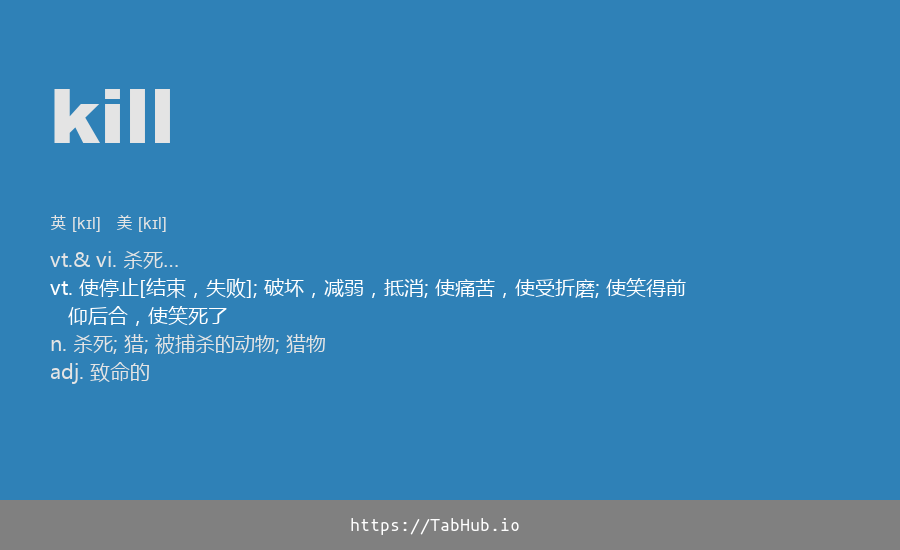 kill
英 [kɪl] 美 [kɪl]
vt.& vi. 杀死…
vt. 使停止[结束，失败]; 破坏，减弱，抵消; 使痛苦，使受折磨; 使笑得前
仰后合，使笑死了
n. 杀死; 猎; 被捕杀的动物; 猎物
adj. 致命的
https://TabHub.io